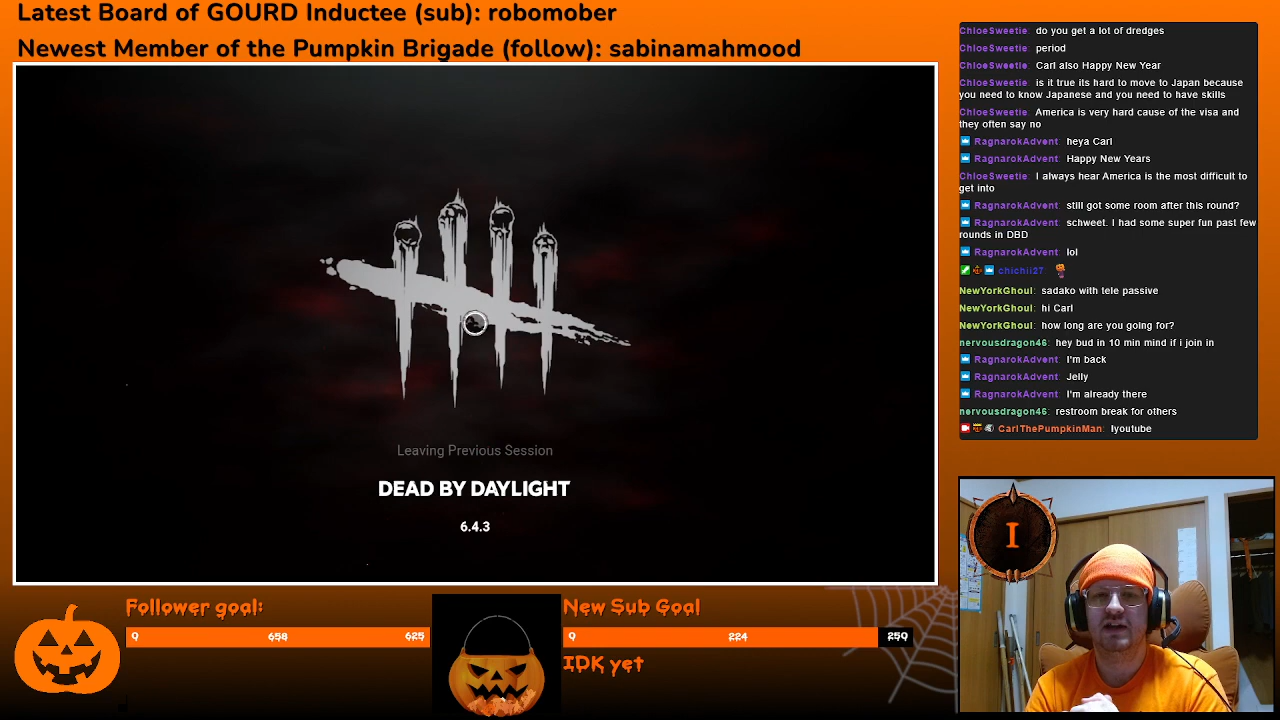 Latest Board of GOURD Inductee (sub): robomober
Newest Member of the Pumpkin Brigade (follow): sabinamahmood
ChloeSweetie: do you get a lot of dredges
ChloeSweetie: period
ChloeSweetie: Carl also Happy New Year
ChloeSweetie: is it true its hard to move to Japan because
you need to know Japanese and you need to have skills
ChloeSweetie: America is very hard cause of the visa and
they often say no
RagnarokAdvent: heya Carl
RagnarokAdvent: Happy New Years
ChloeSweetie: I always hear America is the most difficult to
get into
RagnarokAdvent: still got some room after this round?
RagnarokAdvent: schweet. I had some super fun past few
rounds in DBD
RagnarokAdvent: lol
chichii27:
NewYorkGhoul: sadako with tele passive
NewYorkGhoul: hi Carl
NewYorkGhoul: how long are you going for?
nervousdragon46: hey bud in 10 min mind if i join in
RagnarokAdvent: I'm back
RagnarokAdvent: Jelly
RagnarokAdvent: I'm already there
nervousdragon46: restroom break for others
CarlThePumpkinMan: !youtube
Leaving Previous Session
DEAD BY DAYLIGHT
6.4.3
I
Follower goal:
0 658 625
New Sub Goal
0 224 250
IDK yet